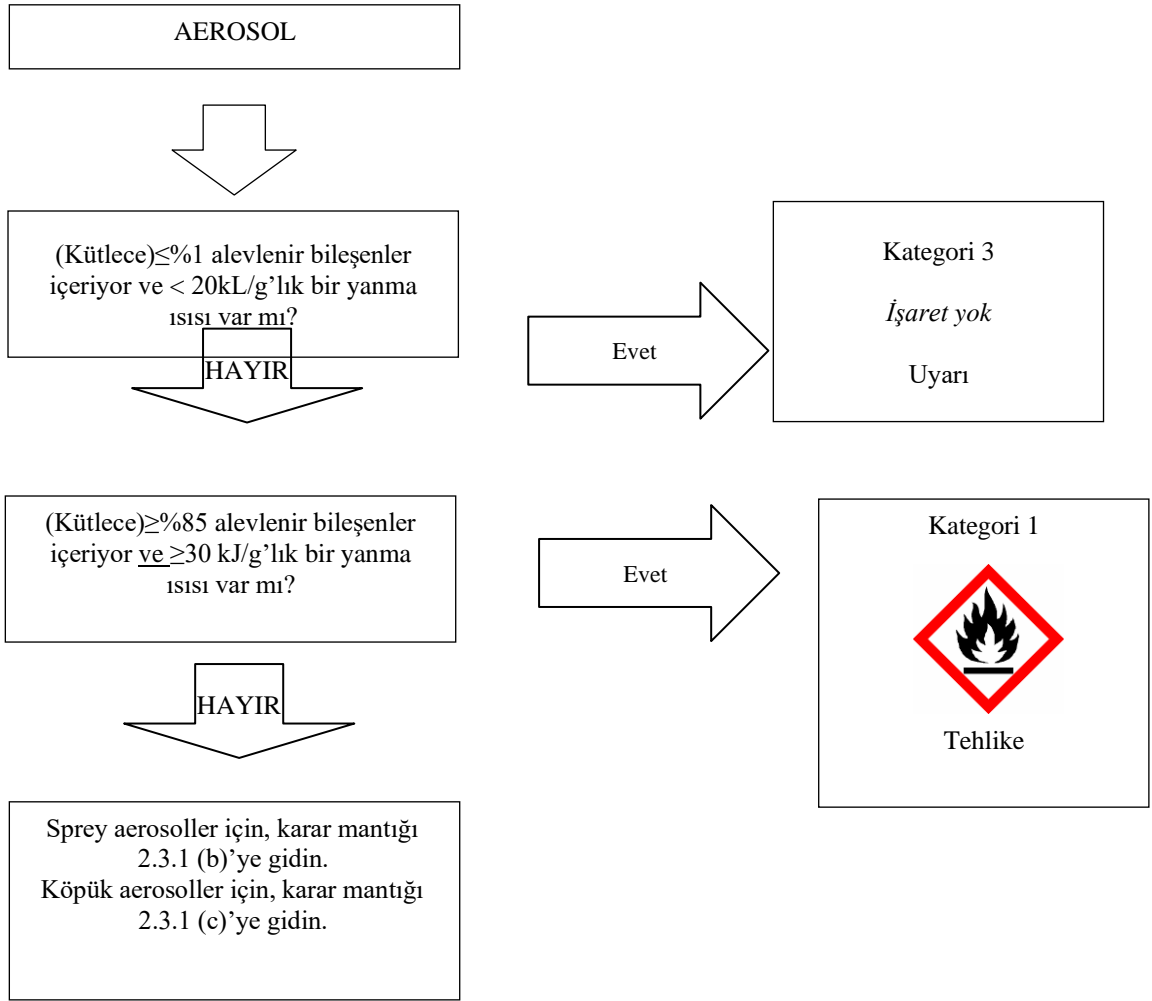 AEROSOL
(Kütlece)≤%1 alevlenir bileşenler
içeriyor ve < 20kL/g’lık bir yanma
ısısı var mı?
Evet
Kategori 3
İşaret yok
Uyarı
HAYIR
(Kütlece)≥%85 alevlenir bileşenler
içeriyor ve ≥30 kJ/g’lık bir yanma
ısısı var mı?
Evet
Kategori 1
Tehlike
HAYIR
Sprey aerosoller için, karar mantığı
2.3.1 (b)’ye gidin.
Köpük aerosoller için, karar mantığı
2.3.1 (c)’ye gidin.